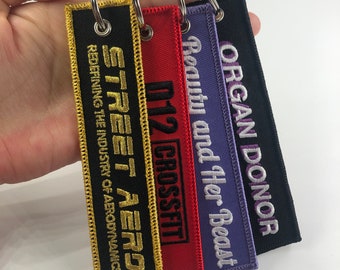 STREET AERO
REDEFINING THE INDUSTRY OF AERODYNAMICS
D12 CROSSFIT
Beauty and Her Beast
ORGAN DONOR